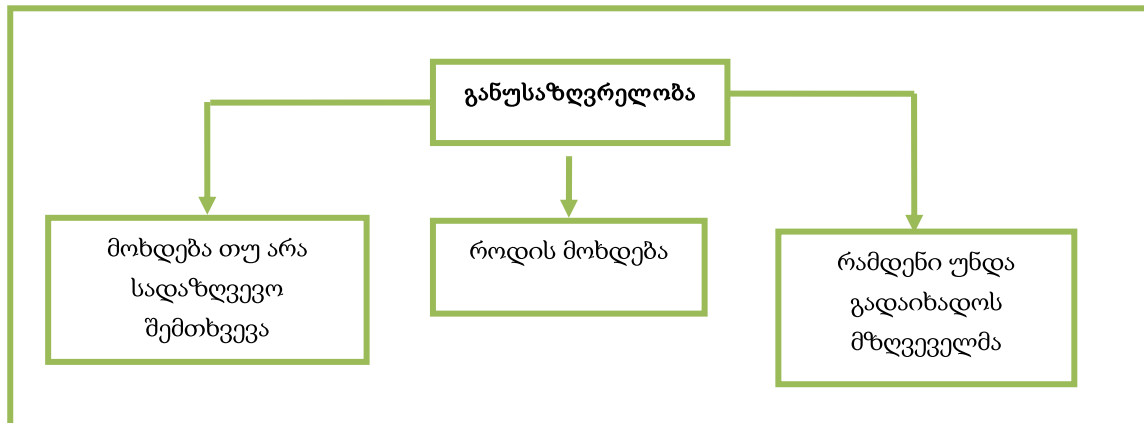 განუსაზღვრელობა
მოხდება თუ არა
სადაზღვევო
შემთხვევა
როდის მოხდება
რამდენი უნდა
გადაიხადოს
მზღვეველმა